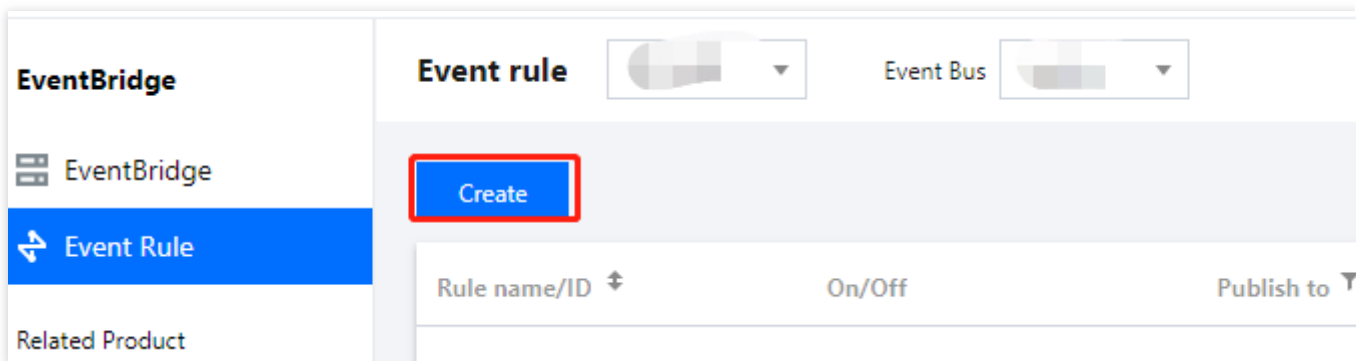 EventBridge
Event rule
Event Bus
EventBridge
Create
Event Rule
Rule name/ID
On/Off
Publish to
Related Product